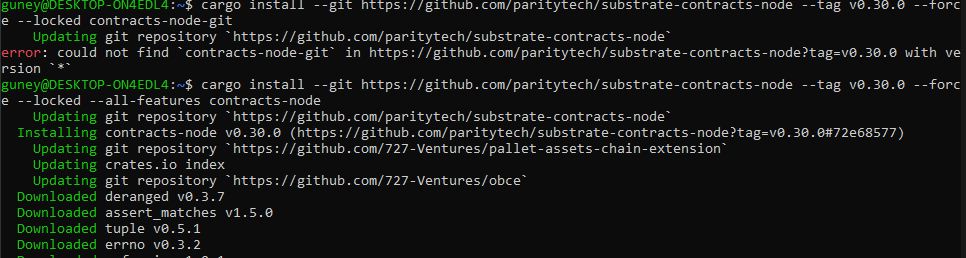 guney@DESKTOP-ON4EDL4:~$ cargo install --git https://github.com/paritytech/substrate-contracts-node --tag v0.30.0 --forc
e --locked contracts-node-git
    Updating git repository `https://github.com/paritytech/substrate-contracts-node`
error: could not find `contracts-node-git` in https://github.com/paritytech/substrate-contracts-node?tag=v0.30.0 with ve
rsion `*`
guney@DESKTOP-ON4EDL4:~$ cargo install --git https://github.com/paritytech/substrate-contracts-node --tag v0.30.0 --forc
e --locked --all-features contracts-node
    Updating git repository `https://github.com/paritytech/substrate-contracts-node`
  Installing contracts-node v0.30.0 (https://github.com/paritytech/substrate-contracts-node?tag=v0.30.0#72e68577)
    Updating git repository `https://github.com/727-Ventures/pallet-assets-chain-extension`
    Updating crates.io index
    Updating git repository `https://github.com/727-Ventures/obce`
  Downloaded deranged v0.3.7
  Downloaded assert_matches v1.5.0
  Downloaded tuple v0.5.1
  Downloaded errno v0.3.2